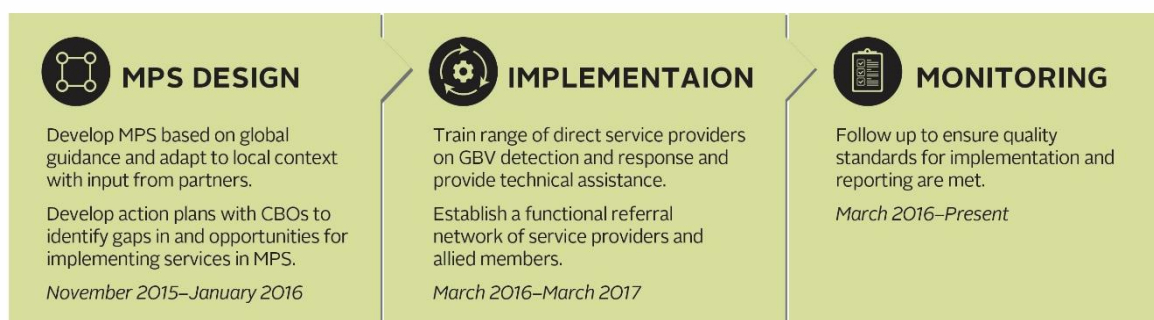 MPS DESIGN
Develop MPS based on global
guidance and adapt to local context
with input from partners.
Develop action plans with CBOs to
identify gaps in and opportunities for
implementing services in MPS.
November 2015–January 2016
IMPLEMENTAION
Train range of direct service providers
on GBV detection and response and
provide technical assistance.
Establish a functional referral
network of service providers and
allied members.
March 2016–March 2017
MONITORING
Follow up to ensure quality
standards for implementation and
reporting are met.
March 2016–Present